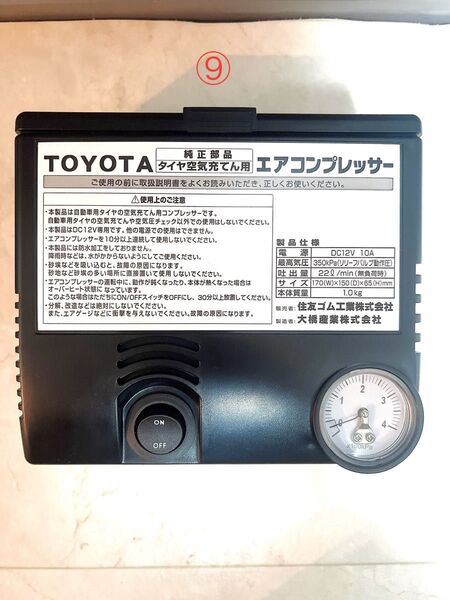 ⑨
TOYOTA 純正部品 タイヤ空気充てん用 エアコンプレッサー
ご使用の前に取扱説明書をよくお読みいただき、正しくお使いください。
⚠使用上のご注意
・本製品は自動車用タイヤの空気充てん用コンプレッサーです。
自動車用タイヤの空気充てんや空気圧チェック以外での使用はしないでください。
・本製品はDC12V専用です。他の電源での使用はできません。
・エアコンプレッサーを10分以上連続して使用しないでください。
・本製品には防水加工をしておりません。
降雨時などは、水がかからないようにしてご使用ください。
・砂塵などを吸い込むと、故障の原因になります。
砂地など砂塵の多い場所に直接置いて使用しないでください。
・エアコンプレッサーの運転中に、動作が鈍くなったり、本体が熱くなった場合は
オーバーヒート状態になっています。
このような場合はただちにON/OFFスイッチをOFFにし、30分以上放置してください。
・分解、改造などは絶対にしないでください。
また、エアゲージなどに衝撃を与えないでください。故障の原因になります。
製品仕様
電源 DC12V 10A
最高気圧 350kPa(リリーフバルブ動作圧)
吐出量 22ℓ/min(無負荷時)
サイズ 170(W)×150(D)×65(H)mm
本体質量 1.0kg
販売者: 住友ゴム工業株式会社
製造者: 大橋産業株式会社
ON
OFF
0 1 2 3 4
×100kPa